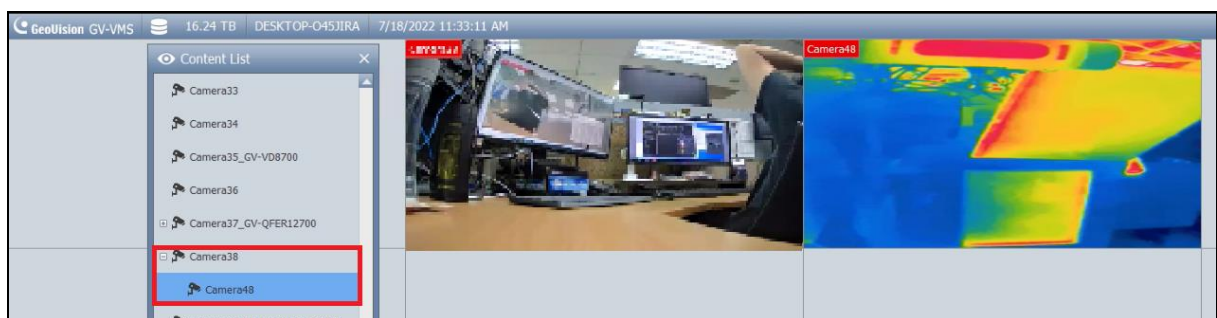 GeoVision GV-VMS 16.24 TB DESKTOP-O45JIRA 7/18/2022 11:33:11 AM
Content List
Camera33
Camera34
Camera35_GV-VD8700
Camera36
Camera37_GV-QFER12700
Camera38
Camera48
Camera48